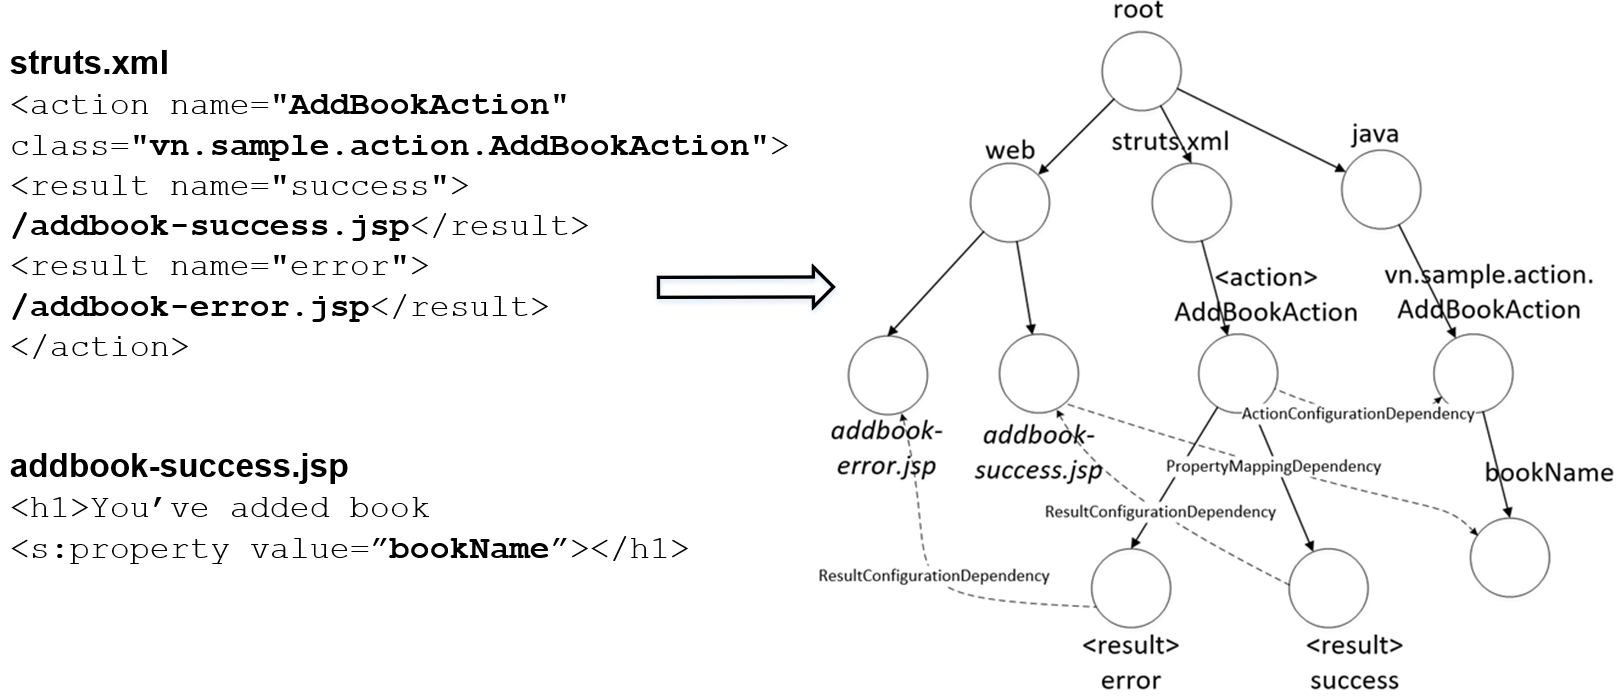 struts.xml
<action name="AddBookAction"
class="vn.sample.action.AddBookAction">
<result name="success">
/addbook-success.jsp</result>
<result name="error">
/addbook-error.jsp</result>
</action>
addbook-success.jsp
<h1>You’ve added book
<s:property value=”bookName”></h1>
root
web
struts.xml
java
<action>
AddBookAction
vn.sample.action.
AddBookAction
addbook-
error.jsp
addbook-
success.jsp
ActionConfigurationDependency
PropertyMappingDependency
bookName
ResultConfigurationDependency
ResultConfigurationDependency
<result>
error
<result>
success